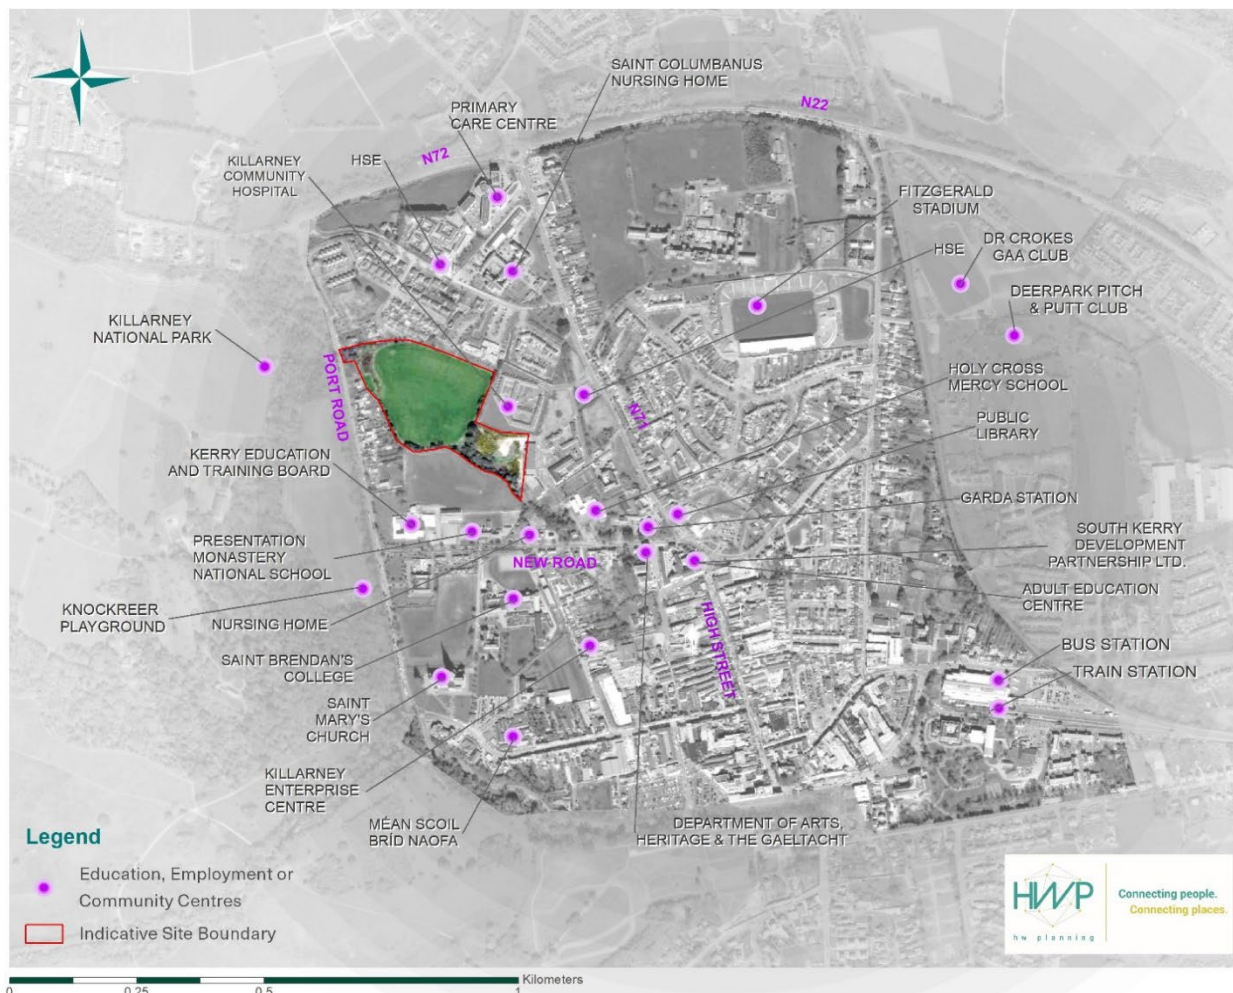 SAINT COLUMBANUS
NURSING HOME
N22
PRIMARY
CARE CENTRE
N72
HSE
KILLARNEY
COMMUNITY
HOSPITAL
FITZGERALD
STADIUM
DR CROKES
GAA CLUB
HSE
DEERPARK PITCH
& PUTT CLUB
KILLARNEY
NATIONAL PARK
PORT ROAD
HOLY CROSS
MERCY SCHOOL
N71
PUBLIC
LIBRARY
KERRY EDUCATION
AND TRAINING BOARD
GARDA STATION
PRESENTATION
MONASTERY
NATIONAL SCHOOL
NEW ROAD
SOUTH KERRY
DEVELOPMENT
PARTNERSHIP LTD.
KNOCKREER
PLAYGROUND
NURSING HOME
ADULT EDUCATION
CENTRE
HIGH STREET
SAINT BRENDAN'S
COLLEGE
BUS STATION
TRAIN STATION
SAINT
MARY'S
CHURCH
KILLARNEY
ENTERPRISE
CENTRE
MÉAN SCOIL
BRÍD NAOFA
DEPARTMENT OF ARTS,
HERITAGE & THE GAELTACHT
Legend
Education, Employment or
Community Centres
Indicative Site Boundary
HWP
hw planning
Connecting people.
Connecting places.
Kilometers
0 0.25 0.5 1